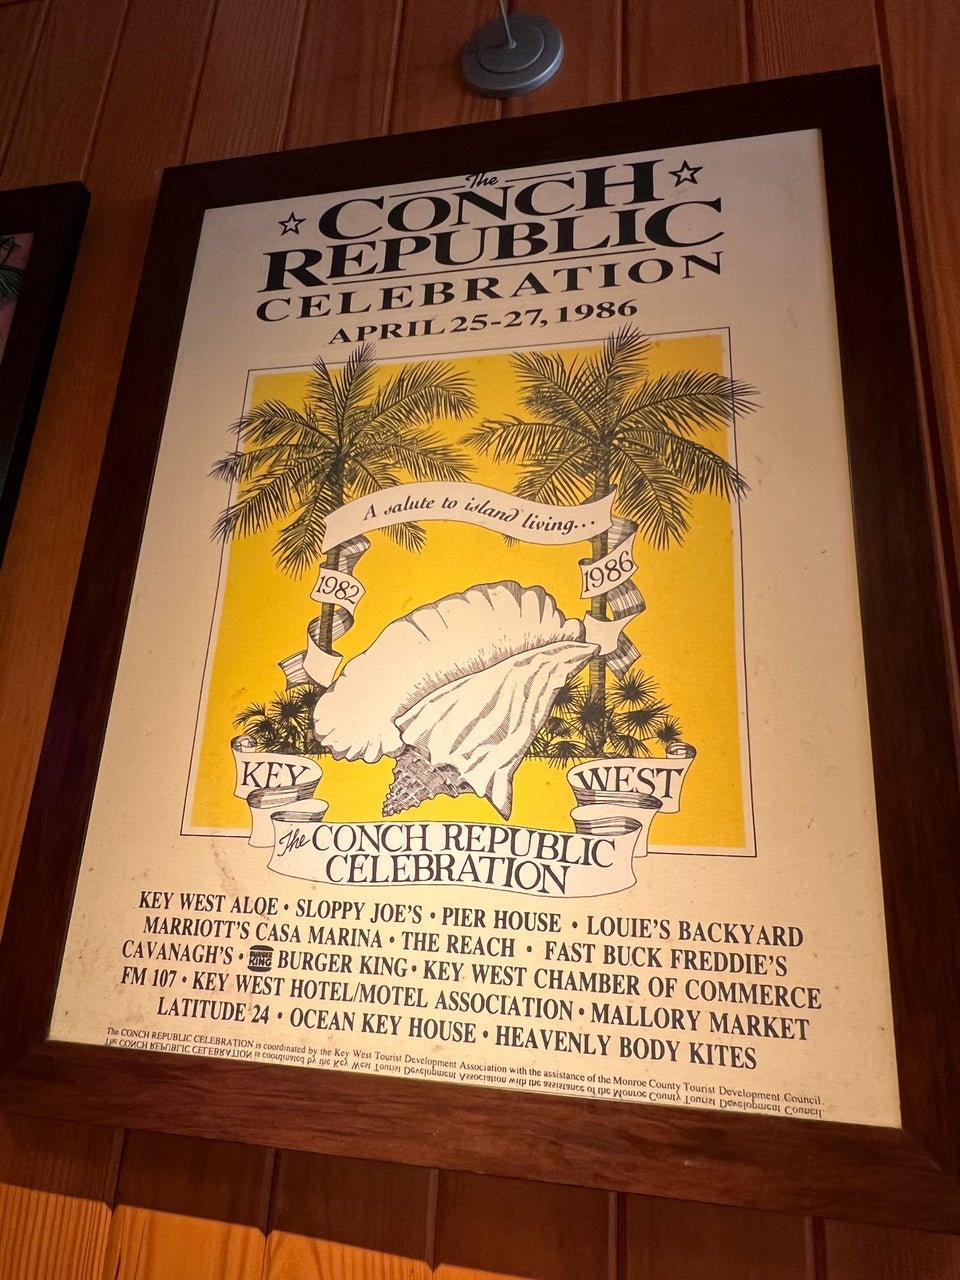 The
CONCH
REPUBLIC
CELEBRATION
APRIL 25-27, 1986
A salute to island living...
1982
1986
KEY
WEST
The CONCH REPUBLIC
CELEBRATION
KEY WEST ALOE • SLOPPY JOE'S • PIER HOUSE • LOUIE'S BACKYARD
MARRIOTT'S CASA MARINA • THE REACH • FAST BUCK FREDDIE'S
CAVANAGH'S • BURGER KING BURGER KING • KEY WEST CHAMBER OF COMMERCE
FM 107 • KEY WEST HOTEL/MOTEL ASSOCIATION • MALLORY MARKET
LATITUDE 24 • OCEAN KEY HOUSE • HEAVENLY BODY KITES
The CONCH REPUBLIC CELEBRATION is coordinated by the Key West Tourist Development Association with the assistance of the Monroe County Tourist Development Council.